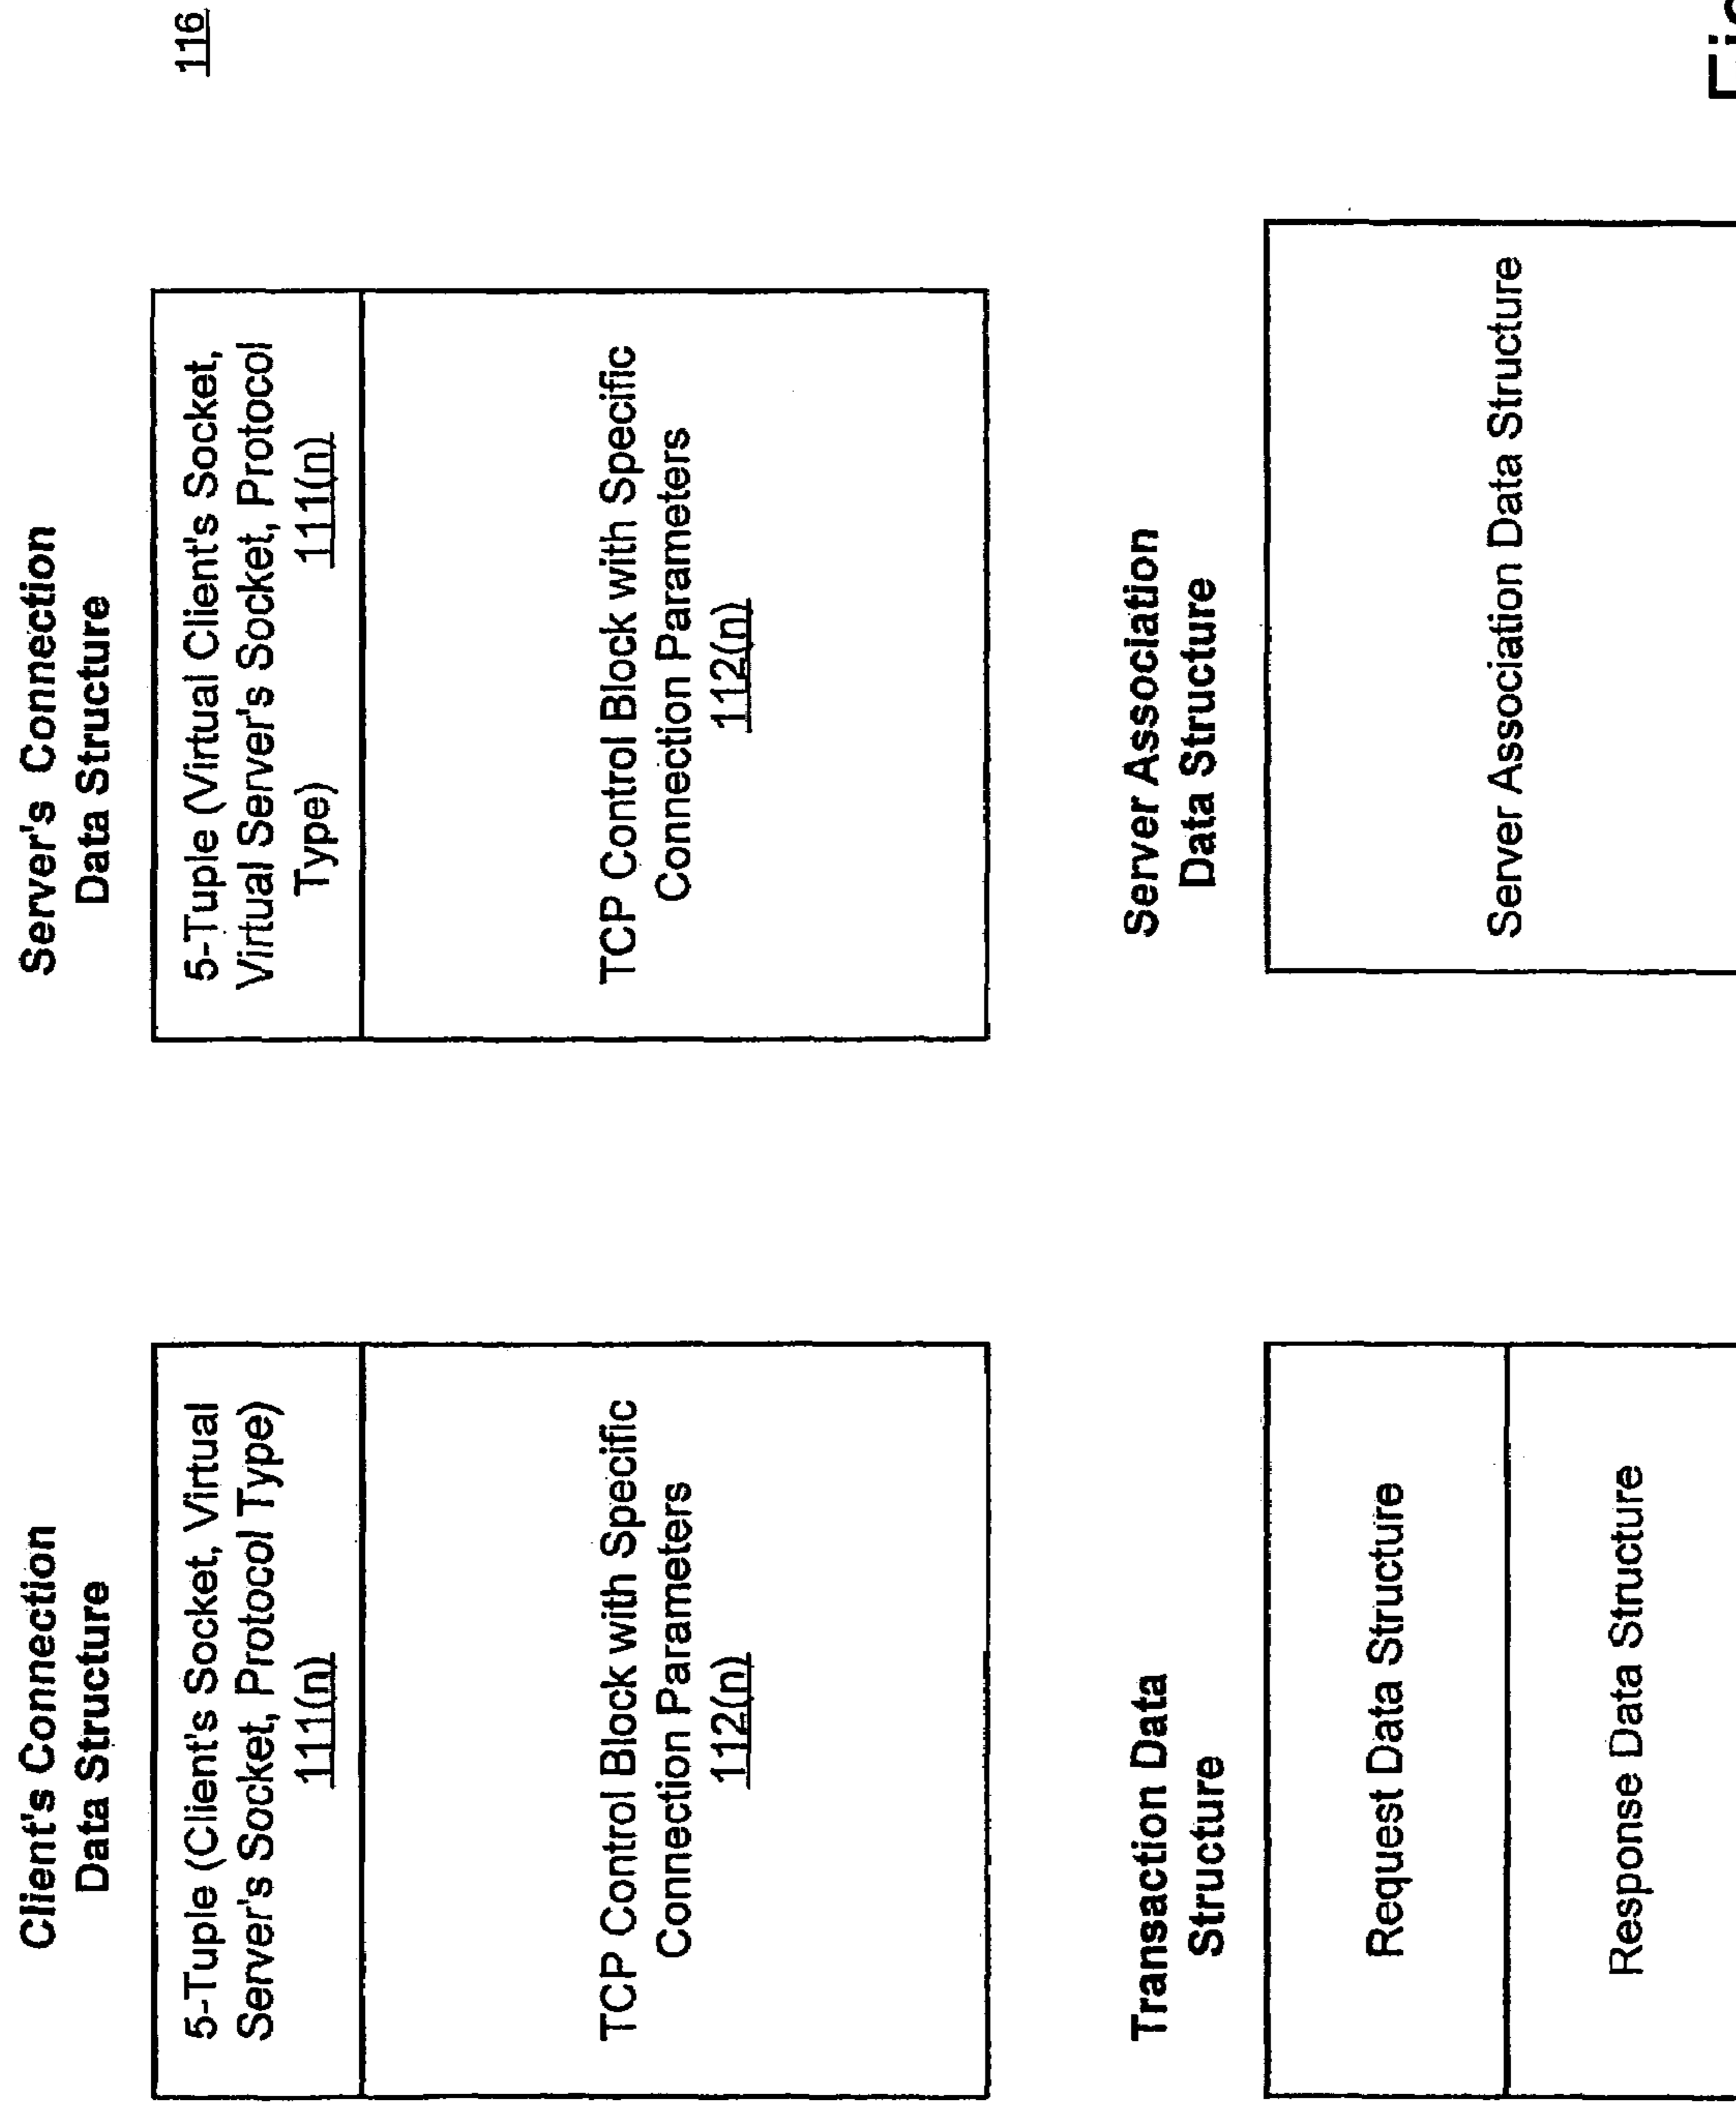 116
Client's Connection
Data Structure
5-Tuple (Client's Socket, Virtual
Server's Socket, Protocol Type)
111(n)
TCP Control Block with Specific
Connection Parameters
112(n)
Server's Connection
Data Structure
5-Tuple (Virtual Client's Socket,
Virtual Server's Socket, Protocol
Type) 111(n)
TCP Control Block with Specific
Connection Parameters
112(n)
Transaction Data
Structure
Request Data Structure
Response Data Structure
Server Association
Data Structure
Server Association Data Structure